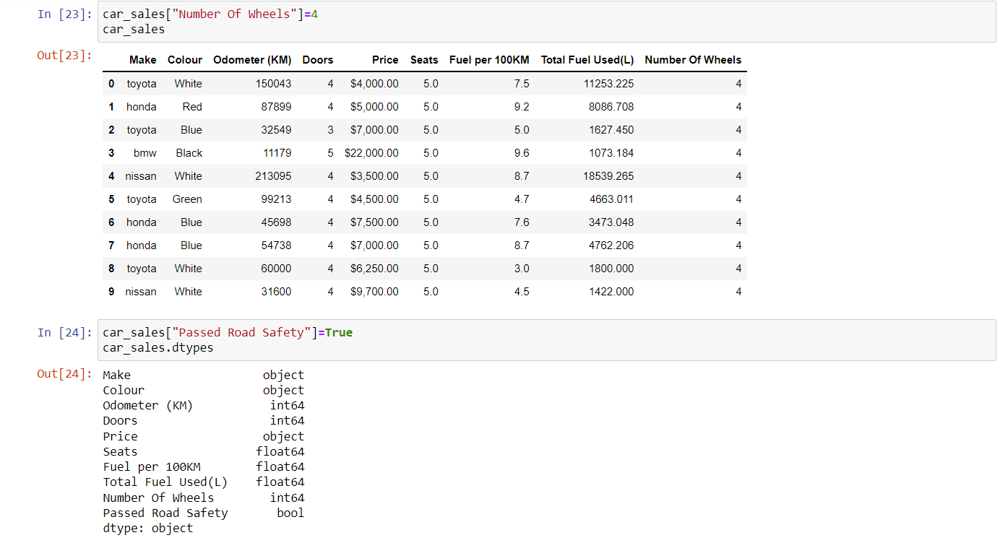 In [23]: car_sales["Number Of Wheels"]=4
car_sales
Out[23]:
Make Colour Odometer (KM) Doors Price Seats Fuel per 100KM Total Fuel Used(L) Number Of Wheels
0 toyota White 150043 4 $4,000.00 5.0 7.5 11253.225 4
1 honda Red 87899 4 $5,000.00 5.0 9.2 8086.708 4
2 toyota Blue 32549 3 $7,000.00 5.0 5.0 1627.450 4
3 bmw Black 11179 5 $22,000.00 5.0 9.6 1073.184 4
4 nissan White 213095 4 $3,500.00 5.0 8.7 18539.265 4
5 toyota Green 99213 4 $4,500.00 5.0 4.7 4663.011 4
6 honda Blue 45698 4 $7,500.00 5.0 7.6 3473.048 4
7 honda Blue 54738 4 $7,000.00 5.0 8.7 4762.206 4
8 toyota White 60000 4 $6,250.00 5.0 3.0 1800.000 4
9 nissan White 31600 4 $9,700.00 5.0 4.5 1422.000 4
In [24]: car_sales["Passed Road Safety"]=True
car_sales.dtypes
Out[24]: Make object
Colour object
Odometer (KM) int64
Doors int64
Price object
Seats float64
Fuel per 100KM float64
Total Fuel Used(L) float64
Number Of Wheels int64
Passed Road Safety bool
dtype: object